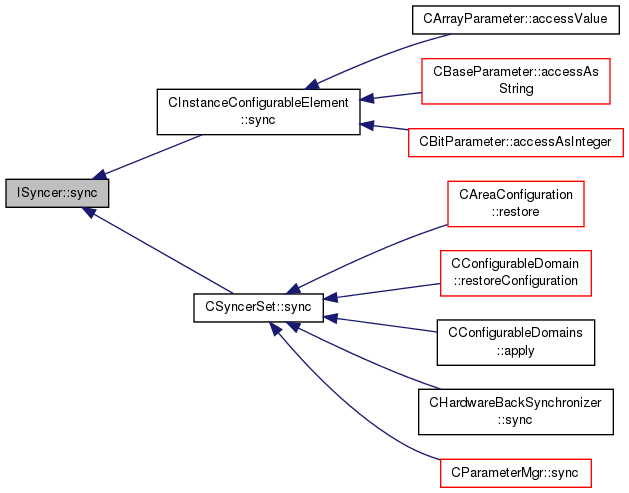 CArrayParameter::accessValue
CBaseParameter::accessAs
String
CInstanceConfigurableElement
::sync
CBitParameter::accessAsInteger
ISyncer::sync
CAreaConfiguration
::restore
CConfigurableDomain
::restoreConfiguration
CSyncerSet::sync
CConfigurableDomains
::apply
CHardwareBackSynchronizer
::sync
CParameterMgr::sync